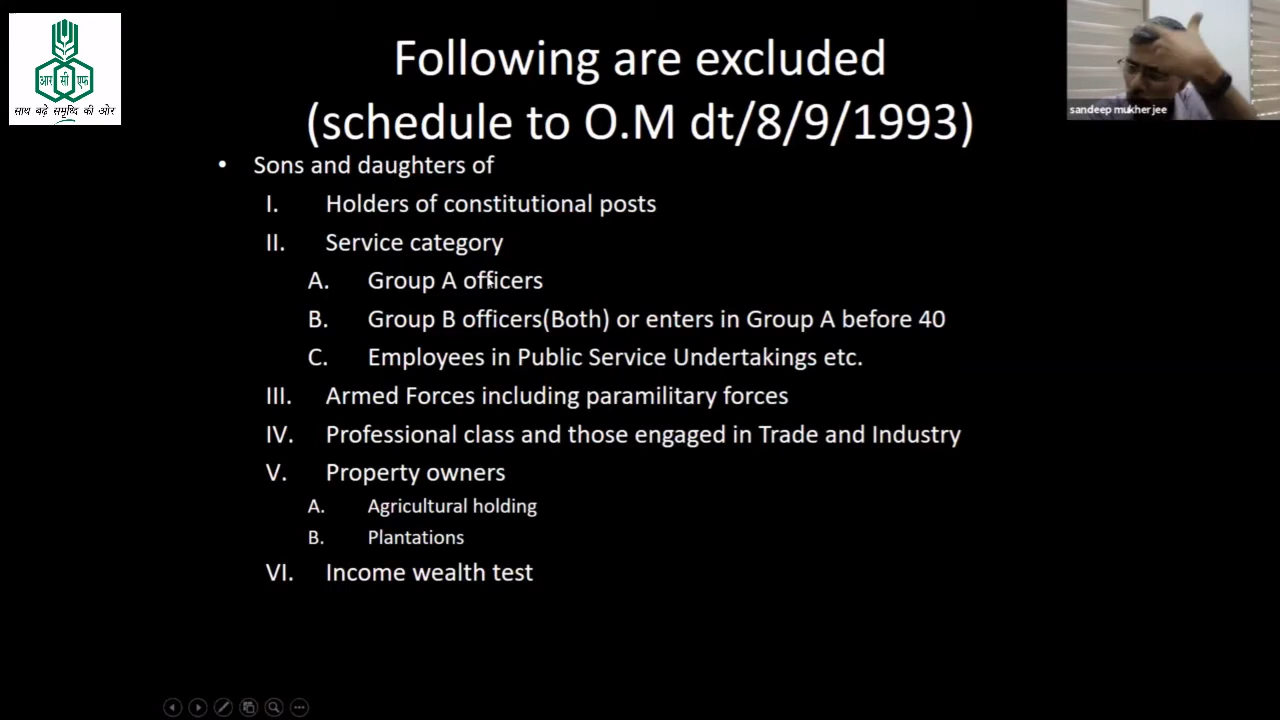 आर सी एफ
साथ बढ़े समृध्दि की ओर
Following are excluded
(schedule to O.M dt/8/9/1993)
sandeep mukherjee
• Sons and daughters of
I. Holders of constitutional posts
II. Service category
A. Group A officers
B. Group B officers(Both) or enters in Group A before 40
C. Employees in Public Service Undertakings etc.
III. Armed Forces including paramilitary forces
IV. Professional class and those engaged in Trade and Industry
V. Property owners
A. Agricultural holding
B. Plantations
VI. Income wealth test